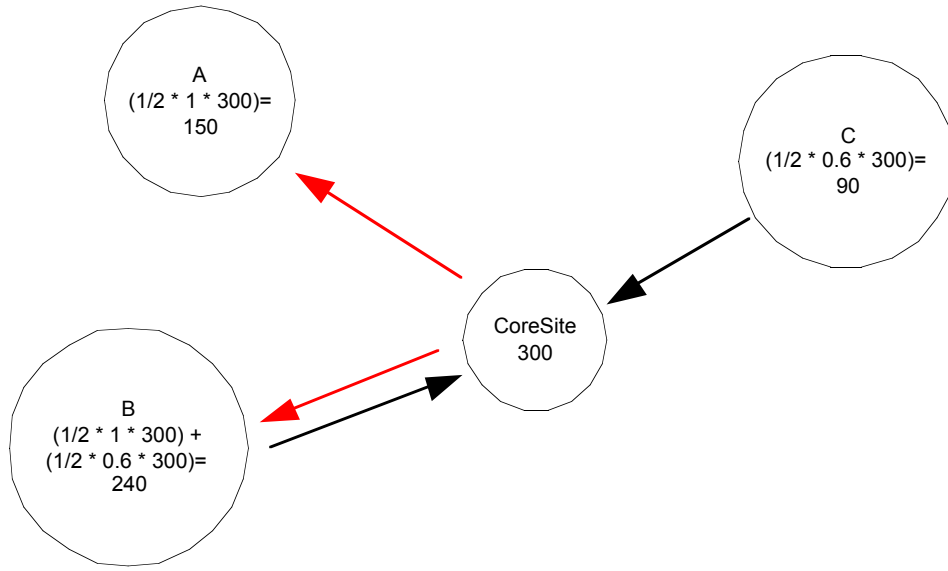 A
(1/2 * 1 * 300)=
150
C
(1/2 * 0.6 * 300)=
90
CoreSite
300
B
(1/2 * 1 * 300) +
(1/2 * 0.6 * 300)=
240